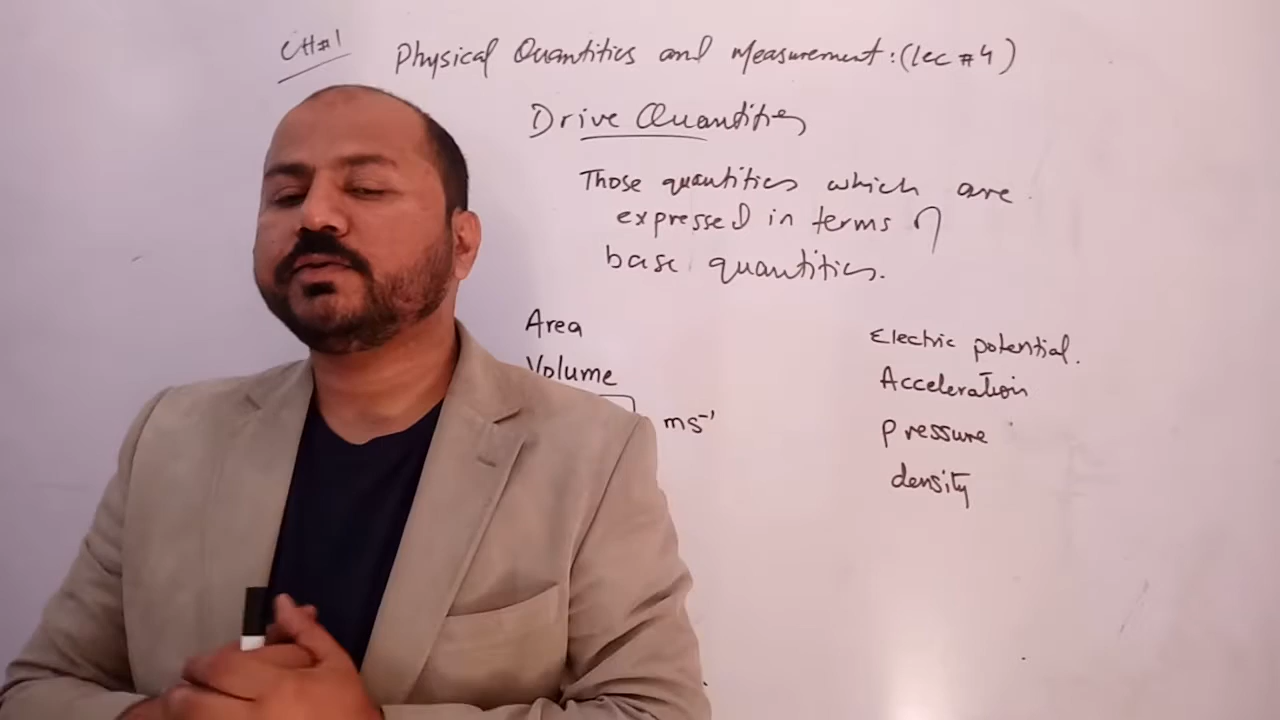 CH#1
Physical Quantities and Measurement:(lec #4)
Drive Quantities
Those quantities which are
expressed in terms of
base quantities.
Area
Volume
ms⁻¹
Electric potential.
Acceleration
pressure
density